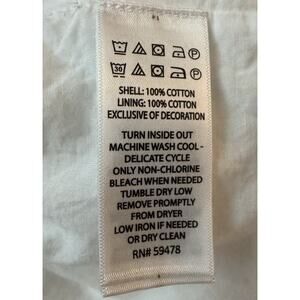 30
SHELL: 100% COTTON
LINING: 100% COTTON
EXCLUSIVE OF DECORATION
TURN INSIDE OUT
MACHINE WASH COOL -
DELICATE CYCLE
ONLY NON-CHLORINE
BLEACH WHEN NEEDED
TUMBLE DRY LOW
REMOVE PROMPTLY
FROM DRYER
LOW IRON IF NEEDED
OR DRY CLEAN
RN# 59478